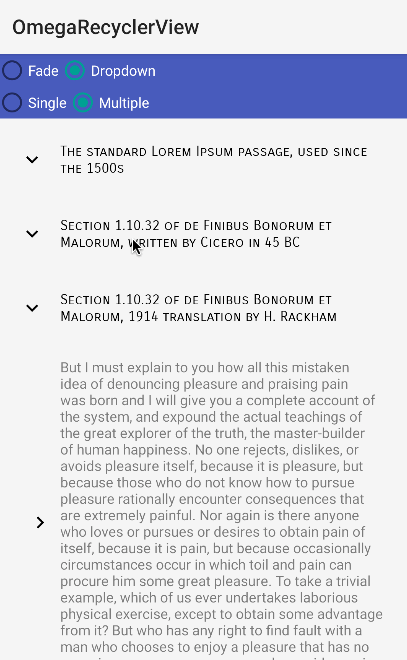 OmegaRecyclerView
Fade Dropdown
Single Multiple
The standard Lorem Ipsum passage, used since
the 1500s
Section 1.10.32 of de Finibus Bonorum et
Malorum, written by Cicero in 45 BC
Section 1.10.32 of de Finibus Bonorum et
Malorum, 1914 translation by H. Rackham
But I must explain to you how all this mistaken
idea of denouncing pleasure and praising pain
was born and I will give you a complete account of
the system, and expound the actual teachings of
the great explorer of the truth, the master-builder
of human happiness. No one rejects, dislikes, or
avoids pleasure itself, because it is pleasure, but
because those who do not know how to pursue
pleasure rationally encounter consequences that
are extremely painful. Nor again is there anyone
who loves or pursues or desires to obtain pain of
itself, because it is pain, but because occasionally
circumstances occur in which toil and pain can
procure him some great pleasure. To take a trivial
example, which of us ever undertakes laborious
physical exercise, except to obtain some advantage
from it? But who has any right to find fault with a
man who chooses to enjoy a pleasure that has no